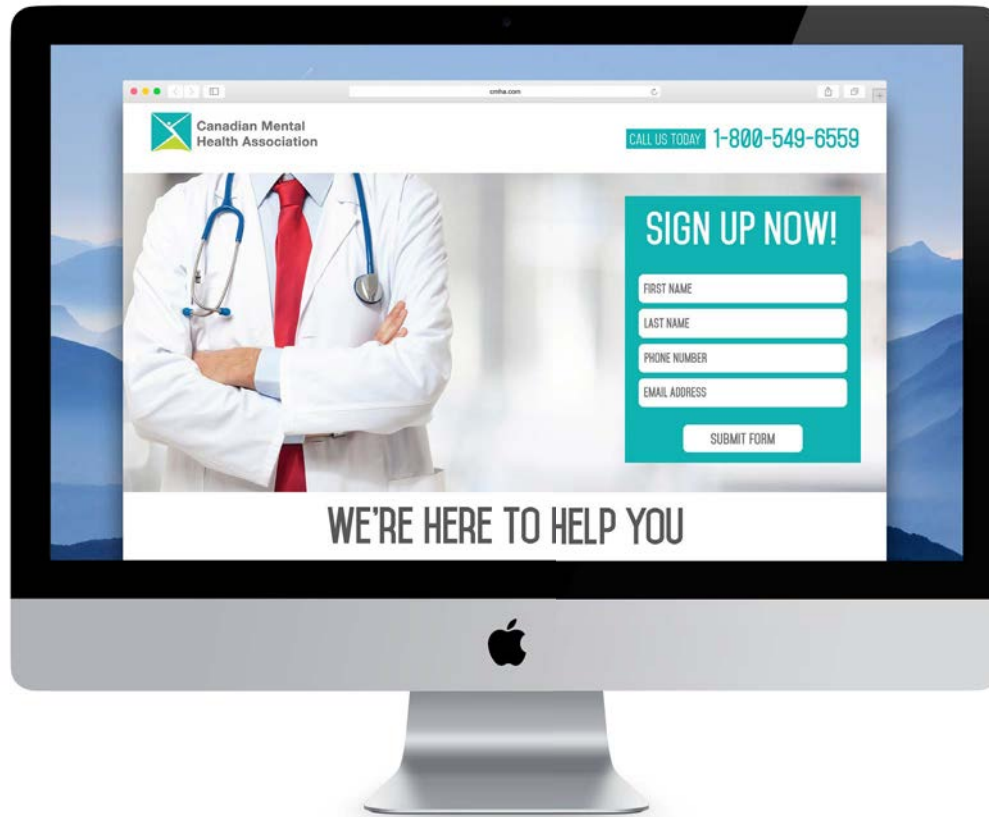 cmha.com
Canadian Mental
Health Association
CALL US TODAY 1-800-549-6559
SIGN UP NOW!
FIRST NAME
LAST NAME
PHONE NUMBER
EMAIL ADDRESS
SUBMIT FORM
WE'RE HERE TO HELP YOU